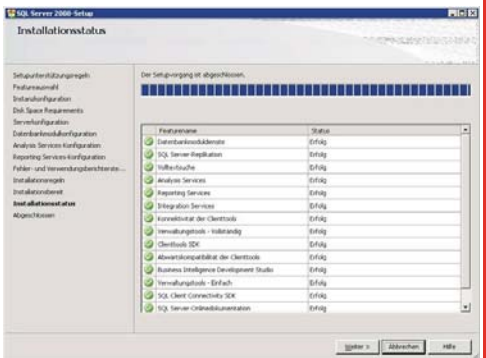 SQL Server 2008-Setup
Installationsstatus
Setupunterstützungsregeln
Featureauswahl
Instanzkonfiguration
Disk Space Requirements
Serverkonfiguration
Datenbankmodulkonfiguration
Analysis Services-Konfiguration
Reporting Services-Konfiguration
Fehler- und Verwendungsberichterste...
Installationsregeln
Installationsbereit
Installationsstatus
Abgeschlossen
Der Setupvorgang ist abgeschlossen.
Featurename Status
Datenbankmoduldienste Erfolg
SQL Server-Replikation Erfolg
Volltextsuche Erfolg
Analysis Services Erfolg
Reporting Services Erfolg
Integration Services Erfolg
Konnektivität der Clienttools Erfolg
Verwaltungstools - Vollständig Erfolg
Clienttools SDK Erfolg
Abwärtskompatibilität der Clienttools Erfolg
Business Intelligence Development Studio Erfolg
Verwaltungstools - Einfach Erfolg
SQL Client Connectivity SDK Erfolg
SQL Server-Onlinedokumentation Erfolg
Weiter > Abbrechen Hilfe